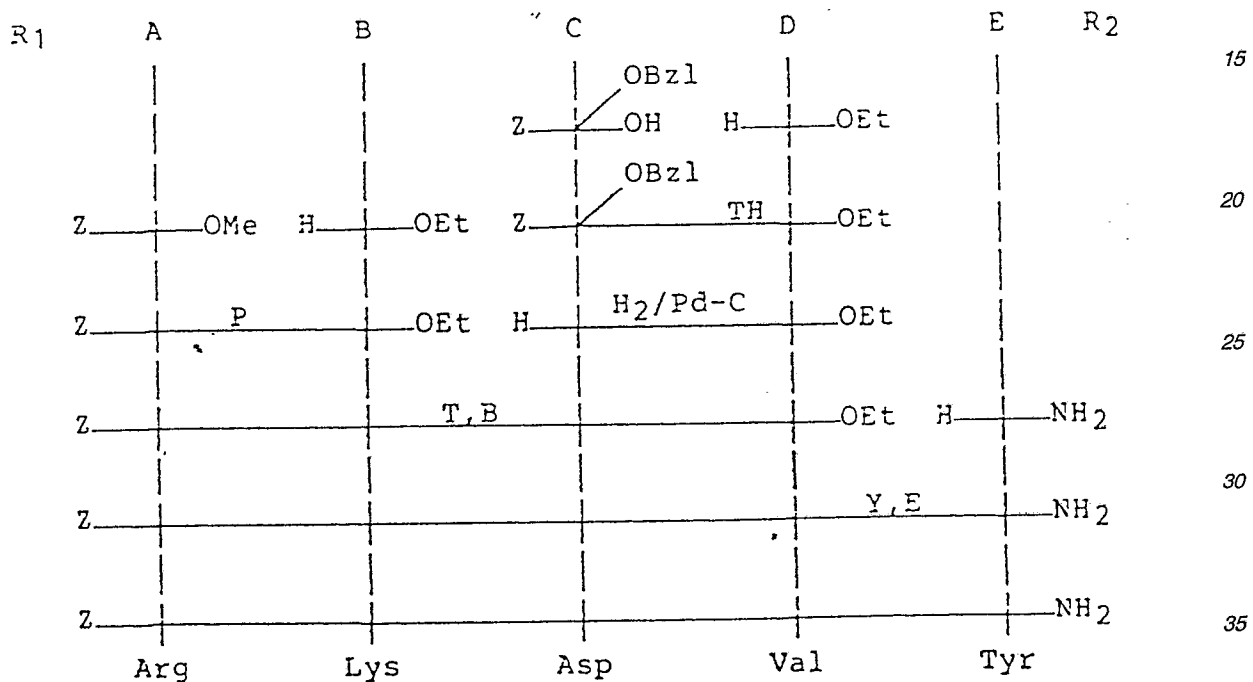 R1 A B C D E R2
15
OBzl
Z OH H OEt
OBzl
20
Z OMe H OEt Z TH OEt
Z P OEt H H2/Pd-C OEt
25
Z T,B OEt H NH2
30
Z Y,E NH2
Z NH2
35
Arg Lys Asp Val Tyr